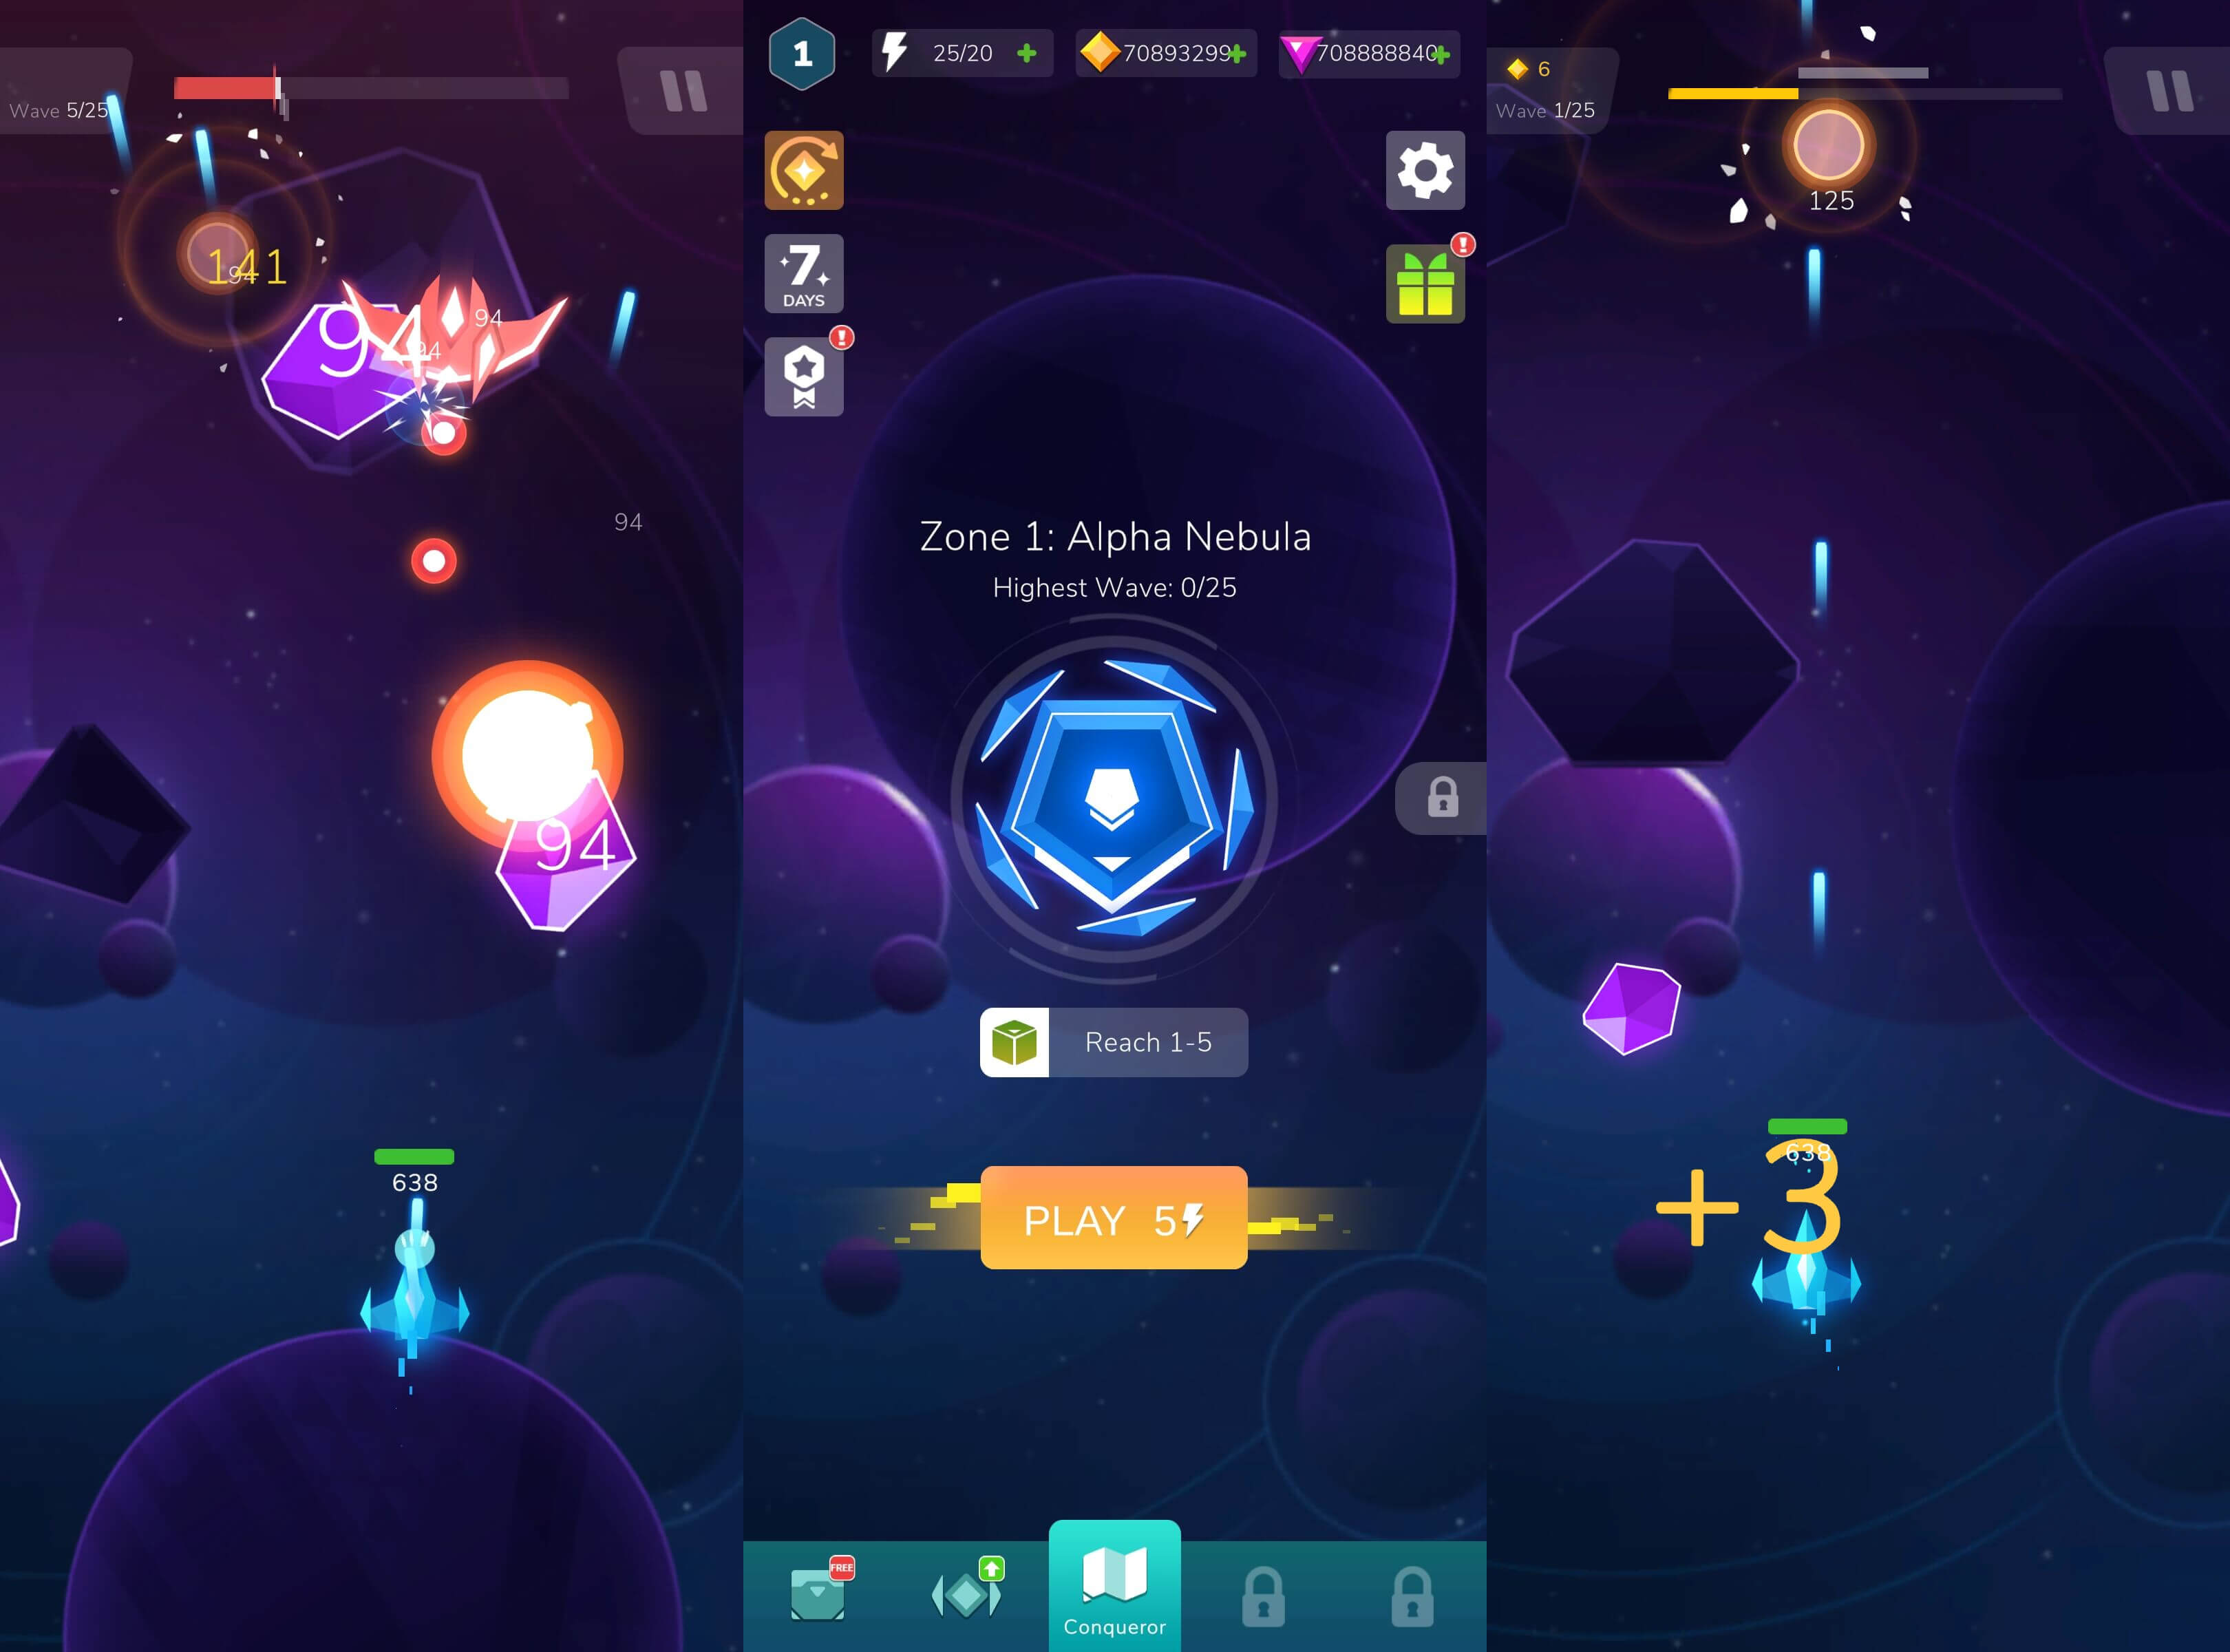 Wave 5/25
141
94
94
94
94
94
94
638
1
25/20
70893299
708888840
7
DAYS
Zone 1: Alpha Nebula
Highest Wave: 0/25
Reach 1-5
PLAY 5
FREE
Conqueror
6
Wave 1/25
125
638
+3